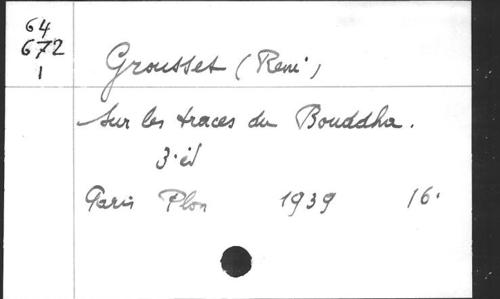 64
672
1
Grousset (René)
Sur les traces du Bouddha.
3·éd
Paris Plon 1939 16·